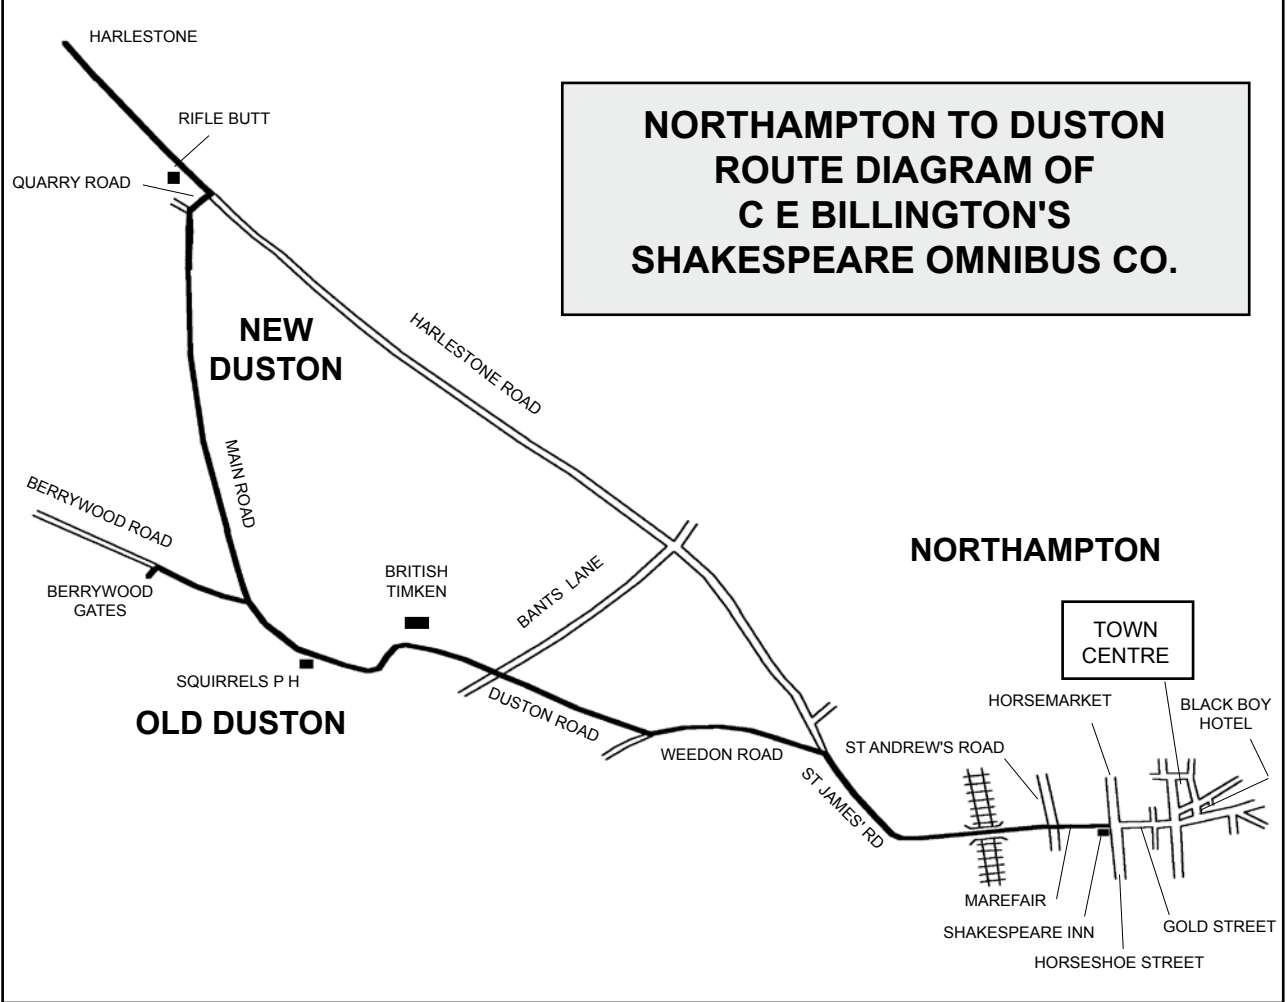 HARLESTONE
RIFLE BUTT
QUARRY ROAD
NORTHAMPTON TO DUSTON
ROUTE DIAGRAM OF
C E BILLINGTON'S
SHAKESPEARE OMNIBUS CO.
NEW
DUSTON
HARLESTONE ROAD
MAIN ROAD
BERRYWOOD ROAD
BERRYWOOD
GATES
BRITISH
TIMKEN
BANTS LANE
NORTHAMPTON
TOWN
CENTRE
SQUIRRELS P H
OLD DUSTON
DUSTON ROAD
WEEDON ROAD
ST JAMES' RD
ST ANDREW'S ROAD
HORSEMARKET
BLACK BOY
HOTEL
MAREFAIR
SHAKESPEARE INN
GOLD STREET
HORSESHOE STREET